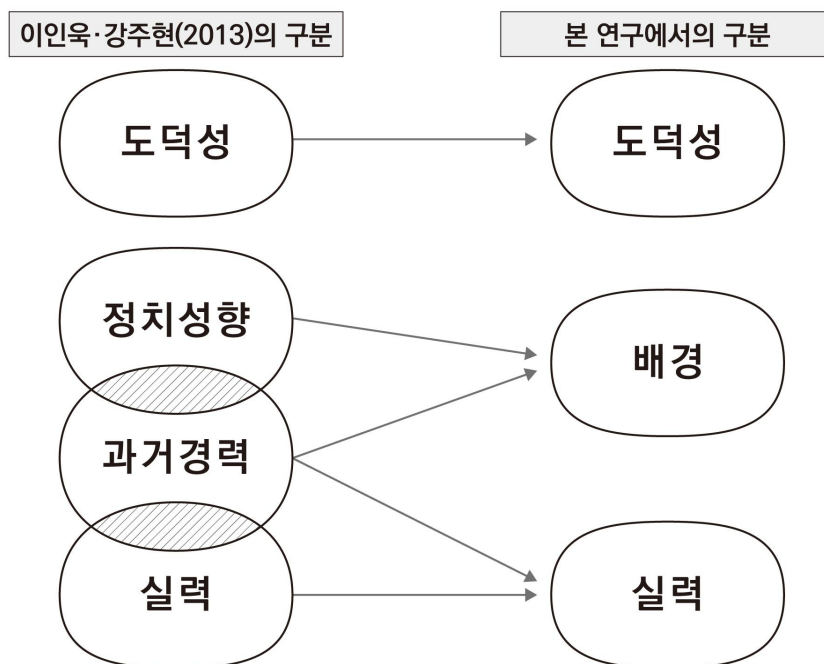 이인욱·강주현(2013)의 구분
본 연구에서의 구분
도덕성
도덕성
정치성향
배경
과거경력
실력
실력